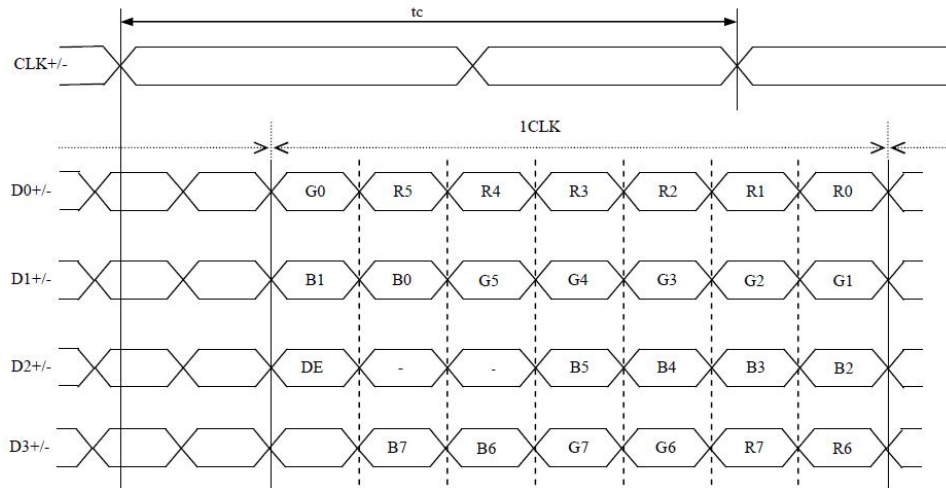 tc
CLK+/-
1CLK
D0+/- G0 R5 R4 R3 R2 R1 R0
D1+/- B1 B0 G5 G4 G3 G2 G1
D2+/- DE - - B5 B4 B3 B2
D3+/- B7 B6 G7 G6 R7 R6